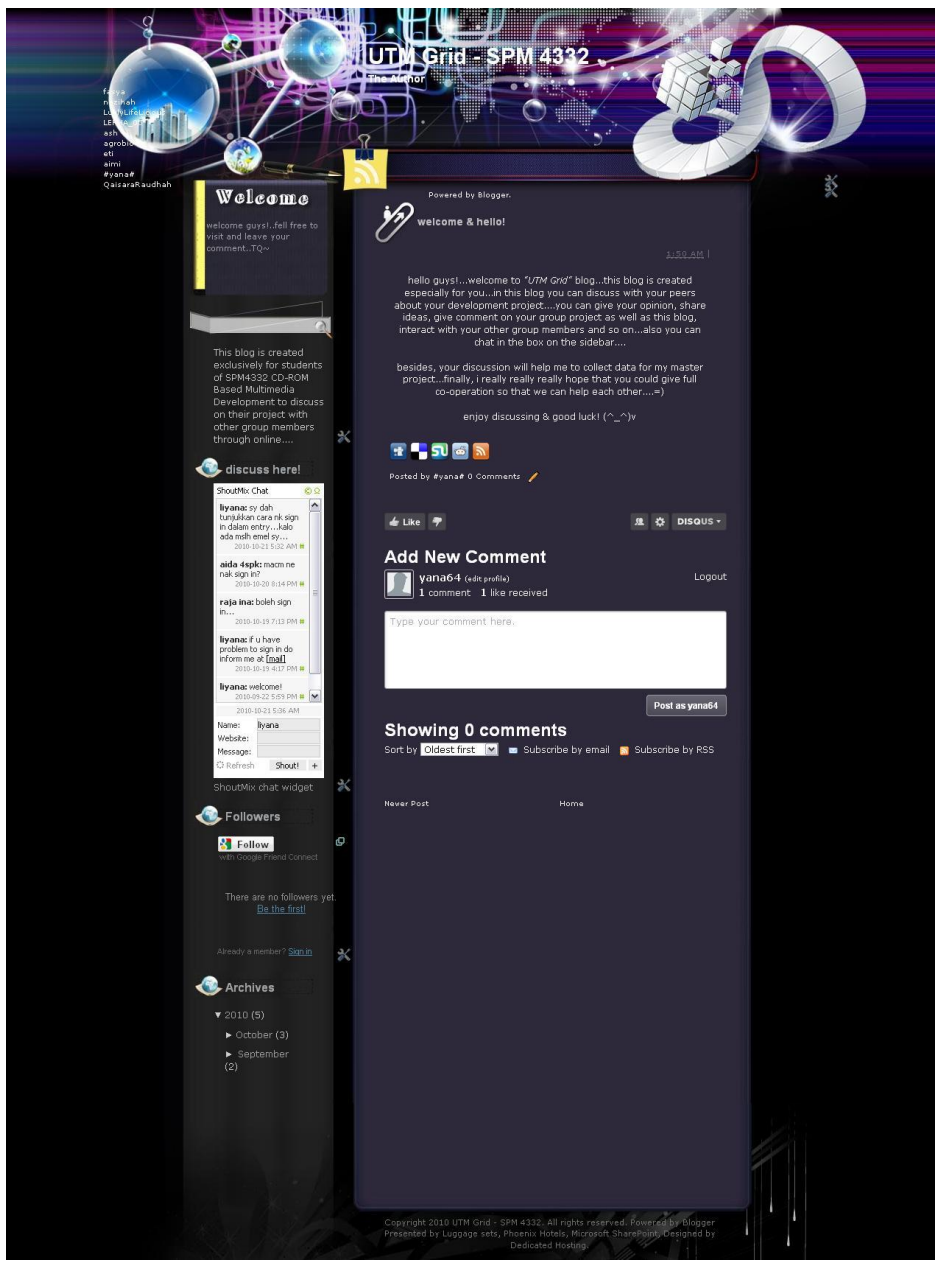 UTM Grid - SPM 4332
The Author
ash
eti
aimi
#yana#
QaisaraRaudhah
Welcome
welcome guys!..fell free to
visit and leave your
comment..TQ~
This blog is created
exclusively for students
of SPM4332 CD-ROM
Based Multimedia
Development to discuss
on their project with
other group members
through online....
discuss here!
ShoutMix Chat
liyana: sy dah
tunjukkan cara nk sign
in dalam entry...kalo
ada mslh emel sy...
2010-10-21 5:32 AM #
aida 4spk: macm ne
nak sign in?
2010-10-20 8:14 PM #
raja ina: boleh sign
in...
2010-10-19 7:13 PM #
liyana: if u have
problem to sign in do
inform me at [mail]
2010-10-19 4:17 PM #
liyana: welcome!
2010-09-22 5:59 PM #
2010-10-21 5:36 AM
Name: liyana
Website:
Message:
Refresh Shout! +
ShoutMix chat widget
Followers
Follow
with Google Friend Connect
There are no followers yet.
Be the first!
Already a member? Sign in
Archives
▼ 2010 (5)
► October (3)
► September
(2)
Powered by Blogger.
welcome & hello!
1:50 AM |
hello guys!...welcome to "UTM Grid" blog...this blog is created
especially for you...in this blog you can discuss with your peers
about your development project....you can give your opinion, share
ideas, give comment on your group project as well as this blog,
interact with your other group members and so on...also you can
chat in the box on the sidebar....
besides, your discussion will help me to collect data for my master
project...finally, i really really really hope that you could give full
co-operation so that we can help each other....=)
enjoy discussing & good luck! (^_^)v
Posted by #yana# 0 Comments
Like
DISQUS
Add New Comment
yana64 (edit profile)
Logout
1 comment 1 like received
Type your comment here.
Post as yana64
Showing 0 comments
Sort by Oldest first Subscribe by email Subscribe by RSS
Newer Post Home
Copyright 2010 UTM Grid - SPM 4332. All rights reserved. Powered by Blogger
Presented by Luggage sets, Phoenix Hotels, Microsoft SharePoint, Designed by
Dedicated Hosting.